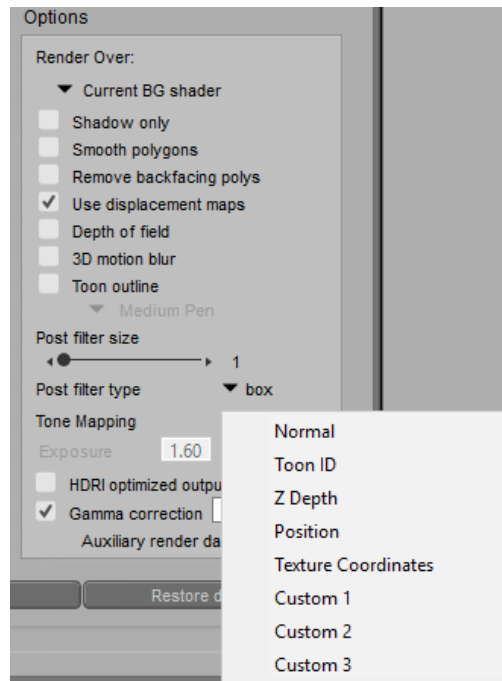 Options
Render Over:
Current BG shader
Shadow only
Smooth polygons
Remove backfacing polys
Use displacement maps
Depth of field
3D motion blur
Toon outline
Medium Pen
Post filter size
1
Post filter type box
Tone Mapping
Exposure 1.60
HDRI optimized outpu
Gamma correction
Auxiliary render da
Restore d
Normal
Toon ID
Z Depth
Position
Texture Coordinates
Custom 1
Custom 2
Custom 3